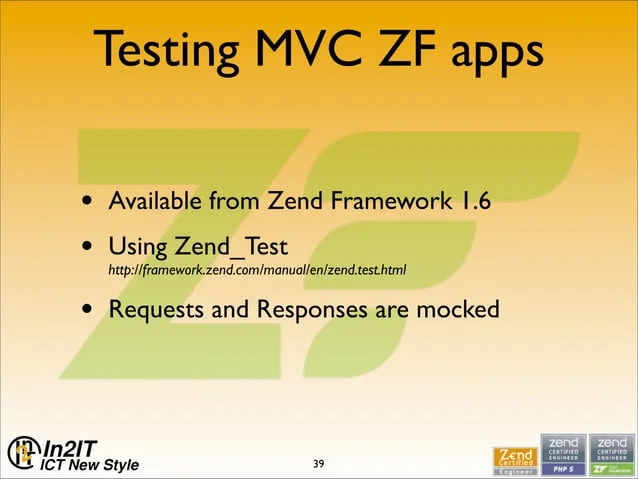 Testing MVC ZF apps
• Available from Zend Framework 1.6
• Using Zend_Test
http://framework.zend.com/manual/en/zend.test.html
• Requests and Responses are mocked
In2IT
ICT New Style
39
Zend
Certified
Engineer
zend
CERTIFIED
ENGINEER
PHP 5
zend
CERTIFIED
ENGINEER
ZF ZEND FRAMEWORK